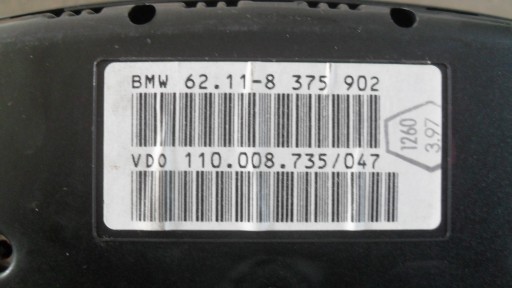 BMW 62.11-8 375 902
VDO 110.008.735/047
1260
3.97